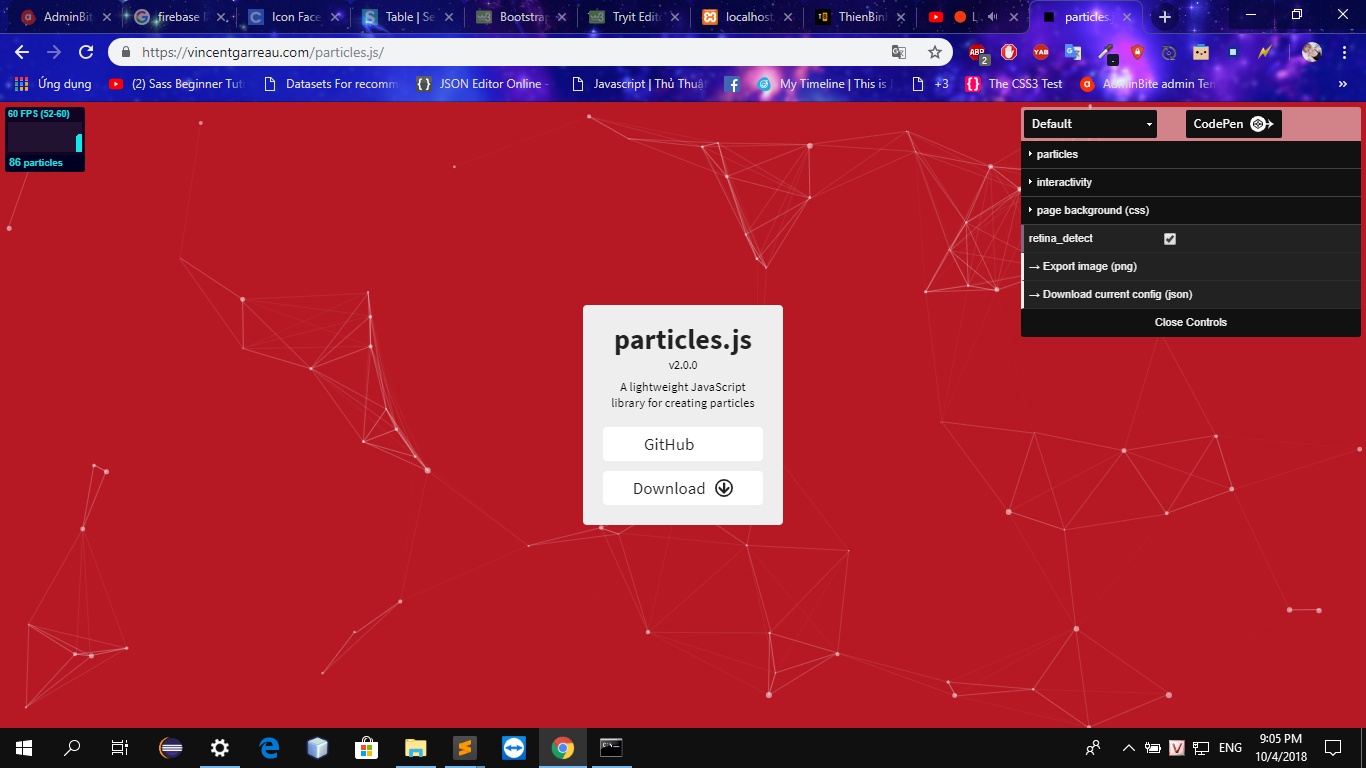 AdminBit
firebase l
Icon Face
Table | Se
Bootstrap
Tryit Edito
localhost
ThienBinh
L
particles.
https://vincentgarreau.com/particles.js/
ABP
2
YAB
Ứng dụng
(2) Sass Beginner Tut
Datasets For recomm
JSON Editor Online -
Javascript | Thủ Thuật
My Timeline | This is
+3
The CSS3 Test
AdminBite admin Tem
»
60 FPS (52-60)
86 particles
Default
CodePen
particles
interactivity
page background (css)
retina_detect
→ Export image (png)
→ Download current config (json)
Close Controls
particles.js
v2.0.0
A lightweight JavaScript
library for creating particles
GitHub
Download
V
ENG
9:05 PM
10/4/2018